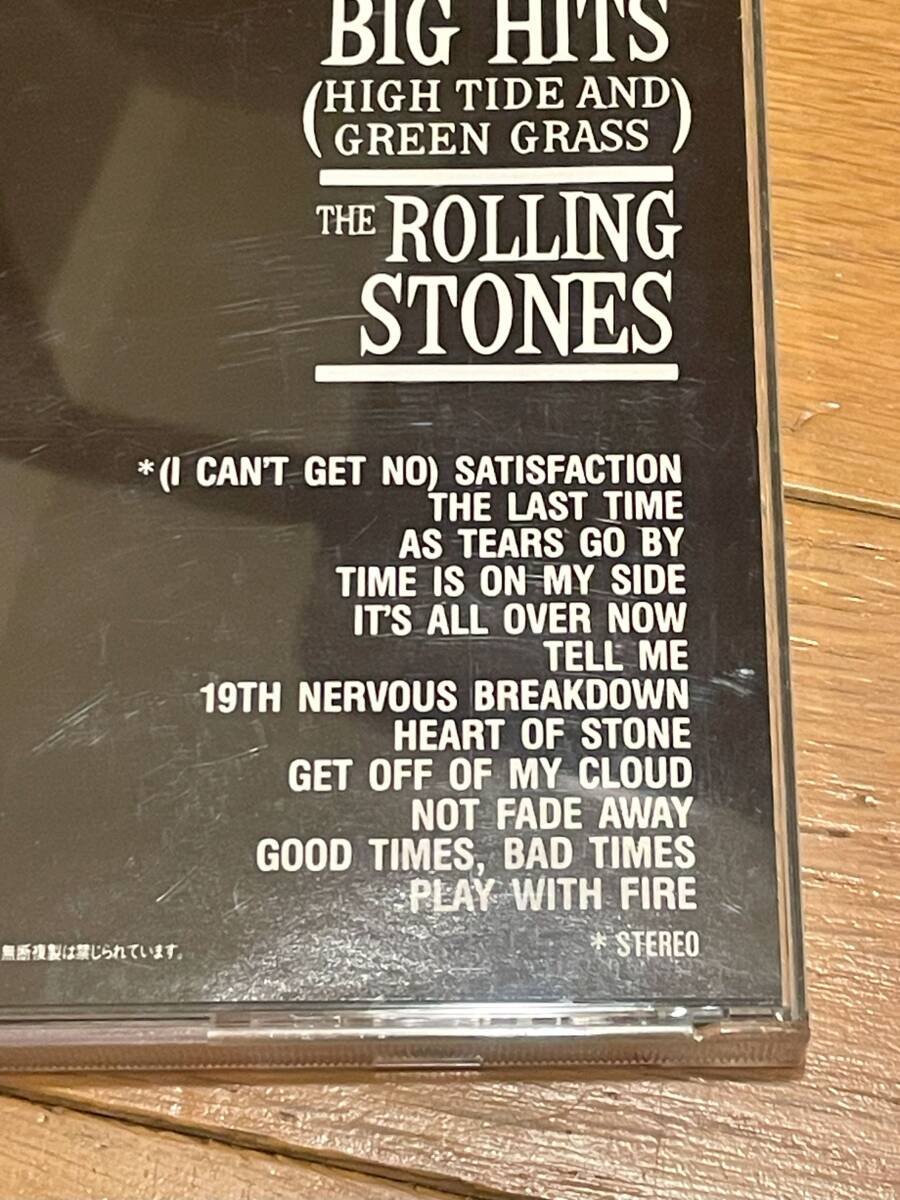 BIG HITS
(HIGH TIDE AND
GREEN GRASS)
THE ROLLING
STONES
*(I CAN'T GET NO) SATISFACTION
THE LAST TIME
AS TEARS GO BY
TIME IS ON MY SIDE
IT'S ALL OVER NOW
TELL ME
19TH NERVOUS BREAKDOWN
HEART OF STONE
GET OFF OF MY CLOUD
NOT FADE AWAY
GOOD TIMES, BAD TIMES
PLAY WITH FIRE
* STEREO
無断複製は禁じられています。